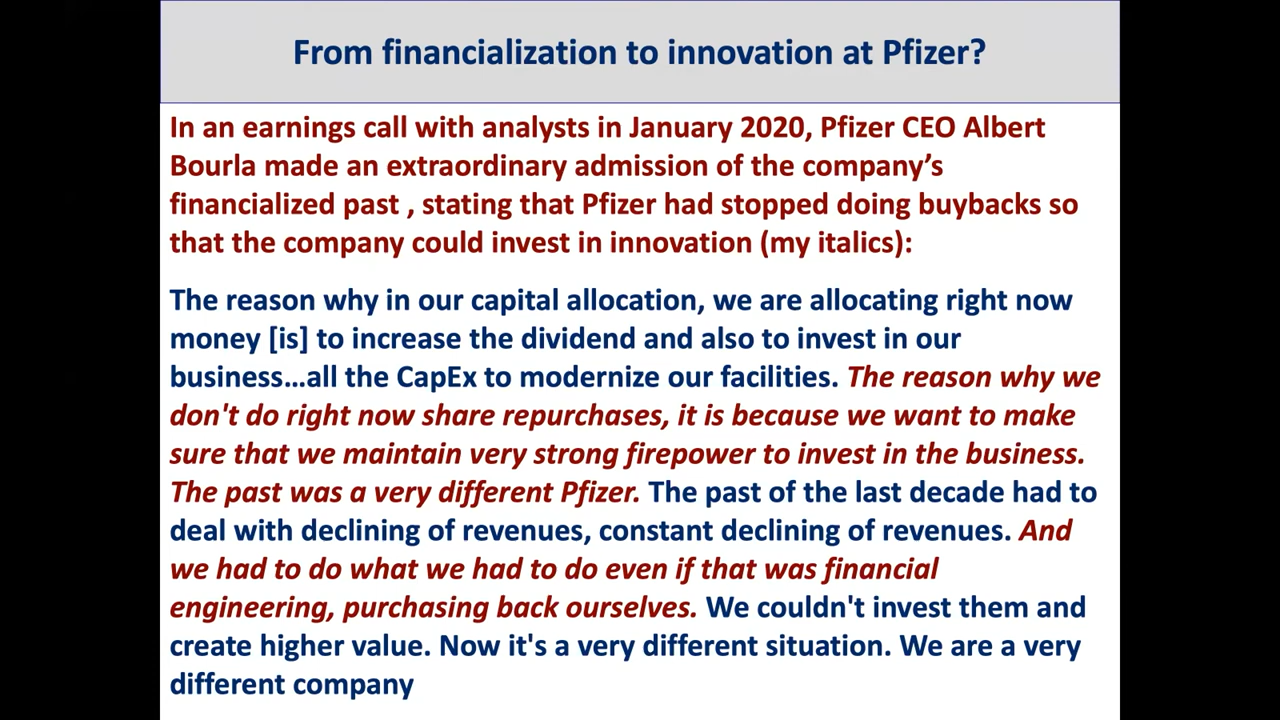 From financialization to innovation at Pfizer?
In an earnings call with analysts in January 2020, Pfizer CEO Albert
Bourla made an extraordinary admission of the company’s
financialized past , stating that Pfizer had stopped doing buybacks so
that the company could invest in innovation (my italics):
The reason why in our capital allocation, we are allocating right now
money [is] to increase the dividend and also to invest in our
business…all the CapEx to modernize our facilities. The reason why we
don't do right now share repurchases, it is because we want to make
sure that we maintain very strong firepower to invest in the business.
The past was a very different Pfizer. The past of the last decade had to
deal with declining of revenues, constant declining of revenues. And
we had to do what we had to do even if that was financial
engineering, purchasing back ourselves. We couldn't invest them and
create higher value. Now it's a very different situation. We are a very
different company